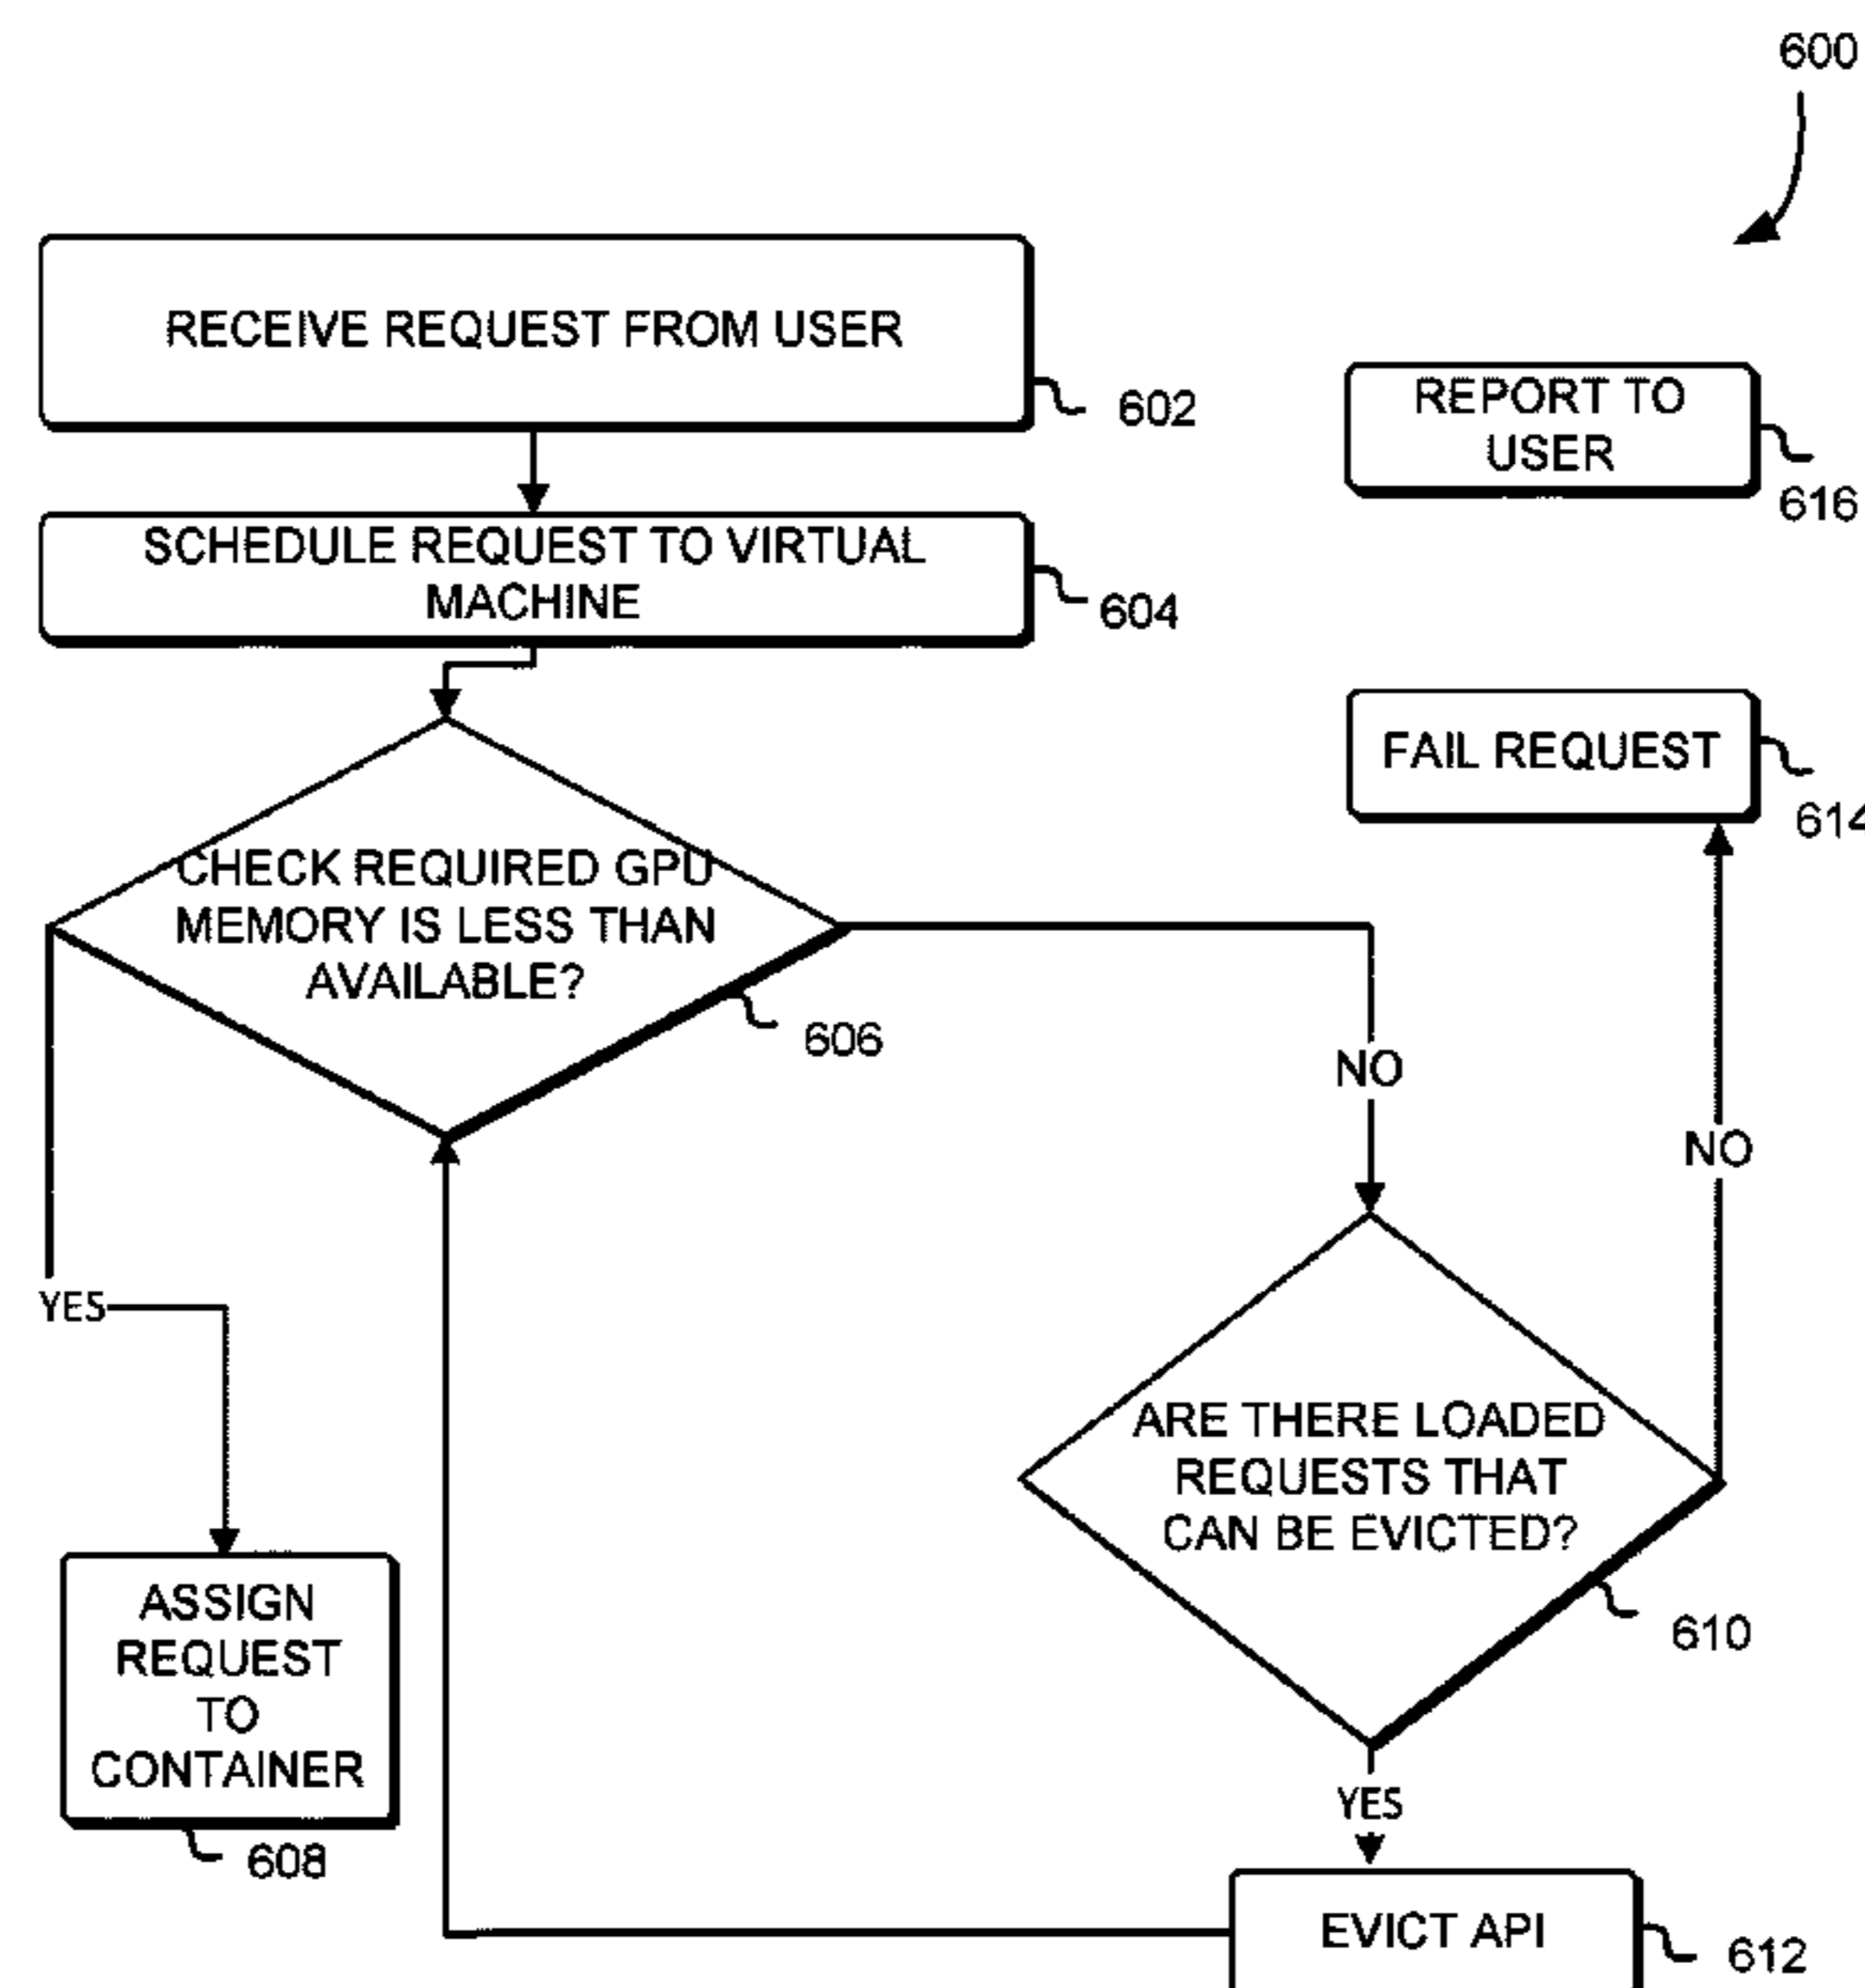 600
RECEIVE REQUEST FROM USER
602
REPORT TO
USER
616
SCHEDULE REQUEST TO VIRTUAL
MACHINE
604
FAIL REQUEST
614
CHECK REQUIRED GPU
MEMORY IS LESS THAN
AVAILABLE?
606
NO
NO
YES
ARE THERE LOADED
REQUESTS THAT
CAN BE EVICTED?
610
ASSIGN
REQUEST
TO
CONTAINER
608
YES
EVICT API
612